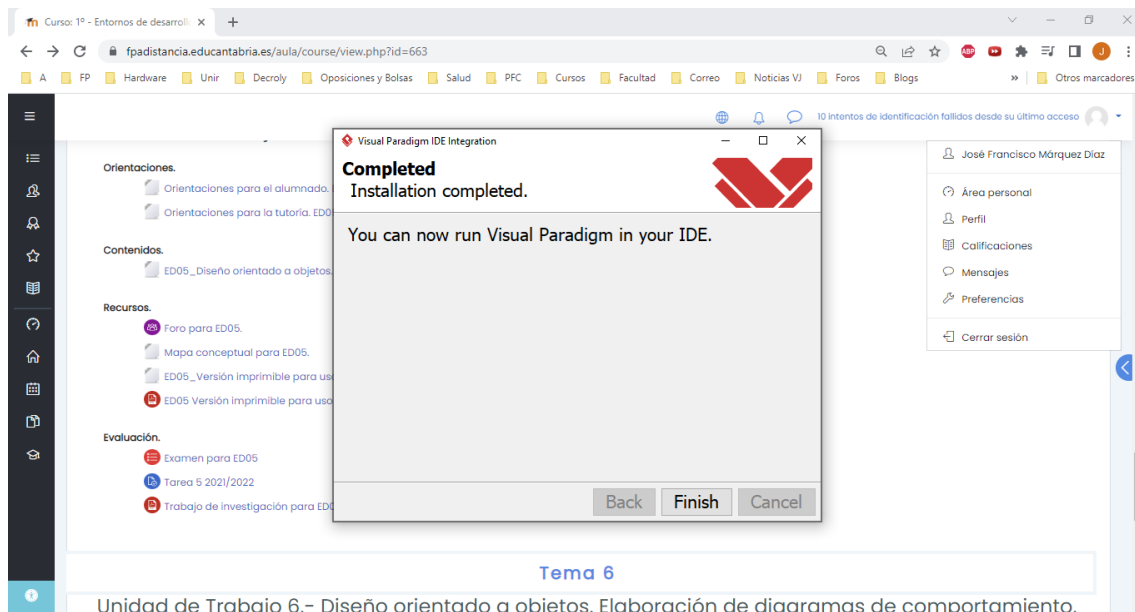 Curso: 1º - Entornos de desarroll
fpadistancia.educantabria.es/aula/course/view.php?id=663
ABP
J
A FP Hardware Unir Decroly Oposiciones y Bolsas Salud PFC Cursos Facultad Correo Noticias VJ Foros Blogs » Otros marcadores
10 intentos de identificación fallidos desde su último acceso
José Francisco Márquez Díaz
Área personal
Perfil
Calificaciones
Mensajes
Preferencias
Cerrar sesión
Orientaciones.
Orientaciones para el alumnado.
Orientaciones para la tutoría. ED0
Contenidos.
ED05_Diseño orientado a objetos.
Recursos.
Foro para ED05.
Mapa conceptual para ED05.
ED05_Versión imprimible para us
ED05 Versión imprimible para uso
Evaluación.
Examen para ED05
Tarea 5 2021/2022
Trabajo de investigación para ED0
Visual Paradigm IDE Integration
Completed
Installation completed.
You can now run Visual Paradigm in your IDE.
Back Finish Cancel
Tema 6
Unidad de Trabajo 6.- Diseño orientado a objetos. Elaboración de diagramas de comportamiento.